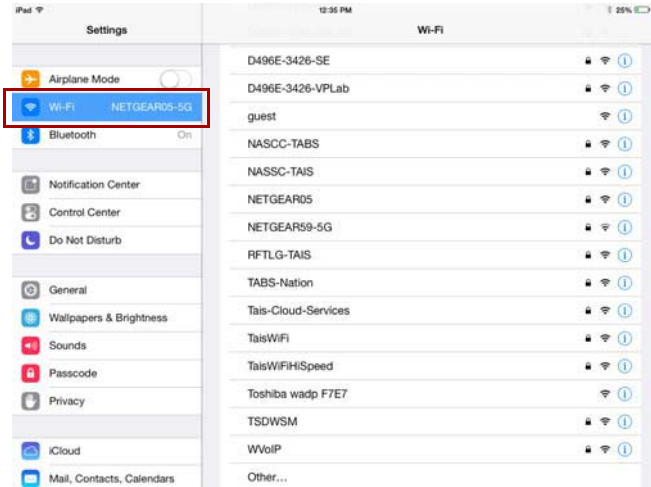 iPad
12:35 PM
25%
Settings
Wi-Fi
Airplane Mode
Wi-Fi NETGEAR05-5G
Bluetooth On
Notification Center
Control Center
Do Not Disturb
General
Wallpapers & Brightness
Sounds
Passcode
Privacy
iCloud
Mail, Contacts, Calendars
D496E-3426-SE
D496E-3426-VPLab
guest
NASCC-TABS
NASSC-TAIS
NETGEAR05
NETGEAR59-5G
RFTLG-TAIS
TABS-Nation
Tais-Cloud-Services
TaisWiFi
TaisWiFiHiSpeed
Toshiba wadp F7E7
TSDWSM
WVoIP
Other...